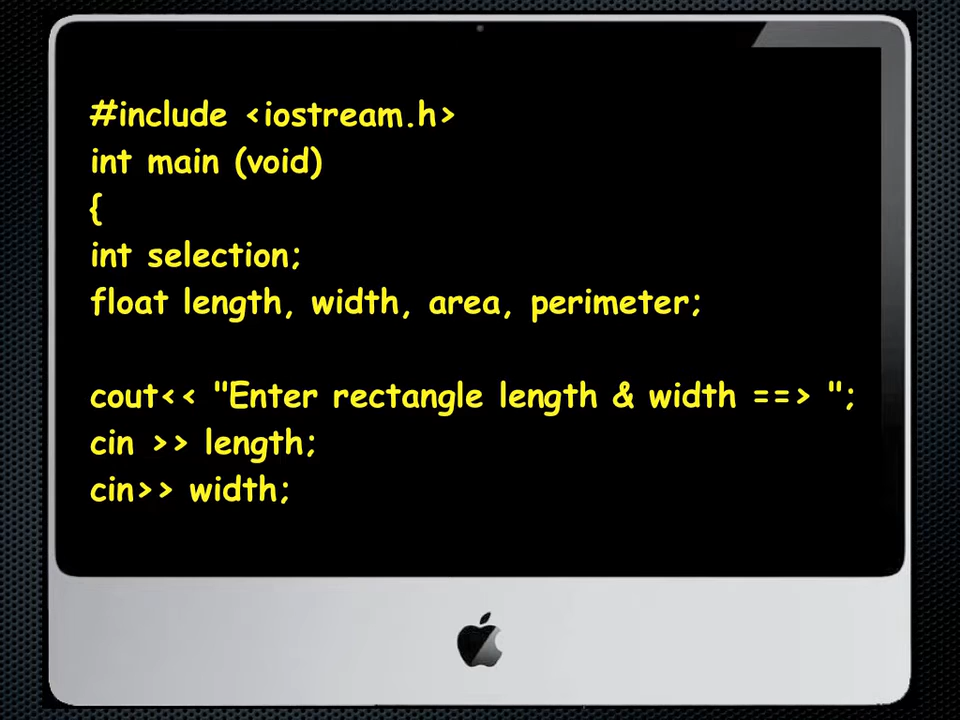 #include <iostream.h>
int main (void)
{
int selection;
float length, width, area, perimeter;
cout<< "Enter rectangle length & width ==> ";
cin >> length;
cin>> width;